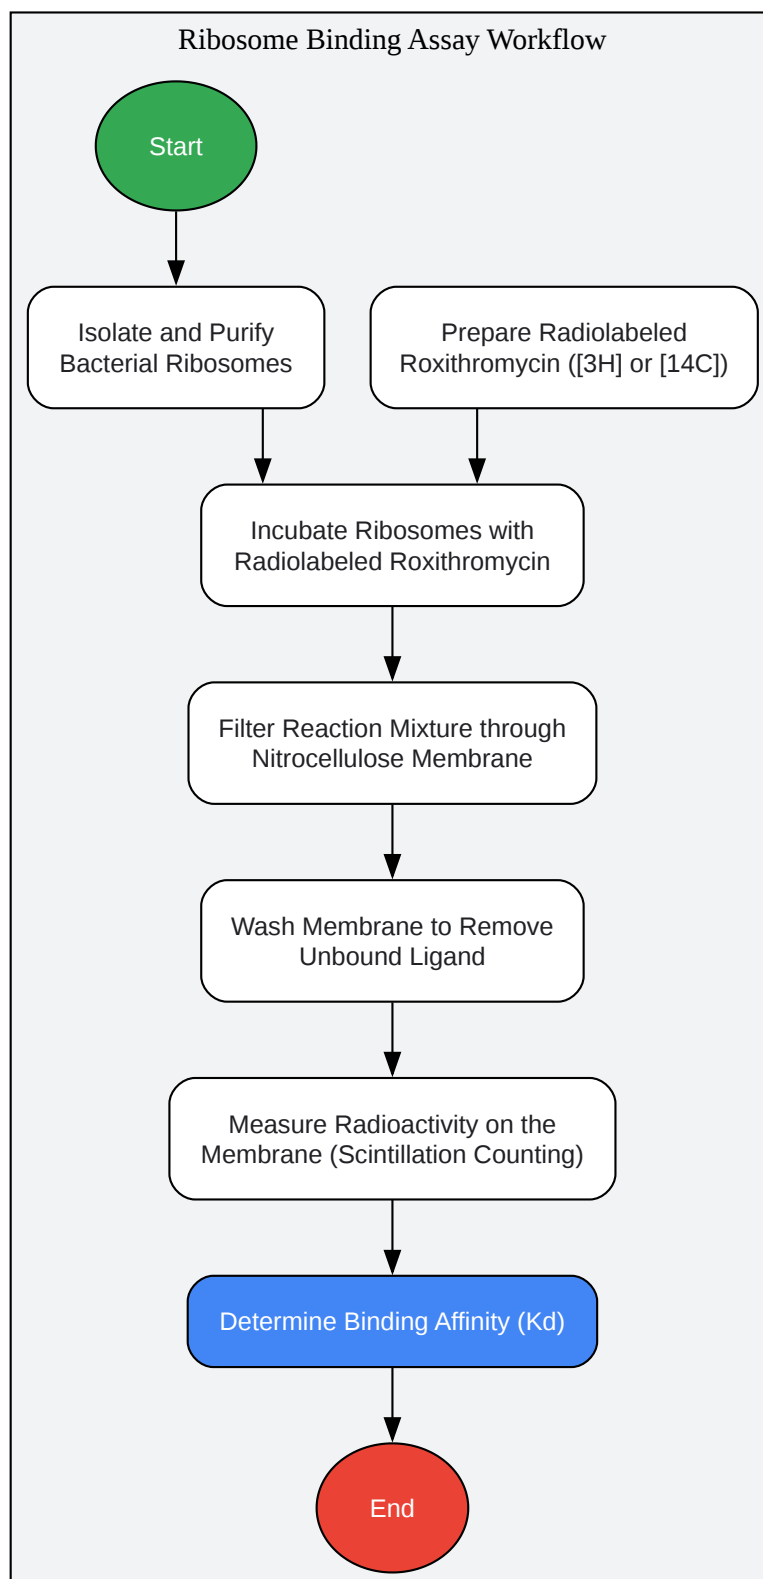 Ribosome Binding Assay Workflow
Start
Isolate and Purify
Bacterial Ribosomes
Prepare Radiolabeled
Roxithromycin ([3H] or [14C])
Incubate Ribosomes with
Radiolabeled Roxithromycin
Filter Reaction Mixture through
Nitrocellulose Membrane
Wash Membrane to Remove
Unbound Ligand
Measure Radioactivity on the
Membrane (Scintillation Counting)
Determine Binding Affinity (Kd)
End